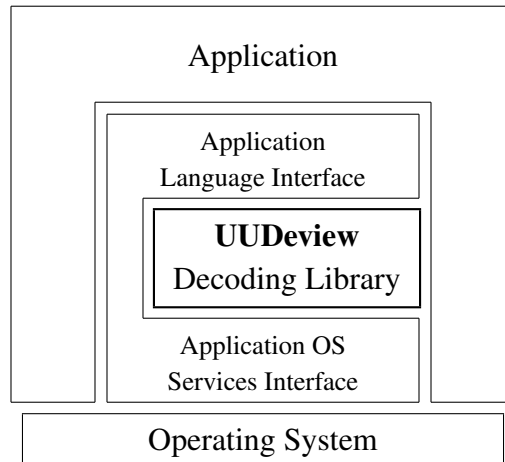 Application
Application
Language Interface
UUDeview
Decoding Library
Application OS
Services Interface
Operating System